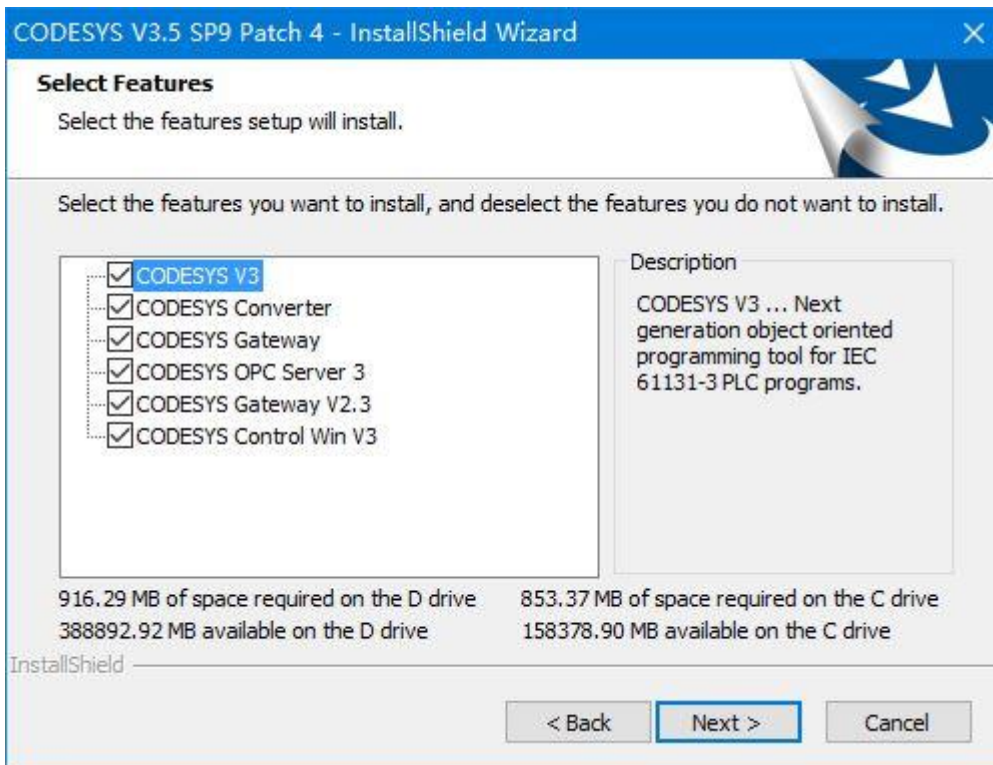 CODESYS V3.5 SP9 Patch 4 - InstallShield Wizard
Select Features
Select the features setup will install.
Select the features you want to install, and deselect the features you do not want to install.
CODESYS V3
CODESYS Converter
CODESYS Gateway
CODESYS OPC Server 3
CODESYS Gateway V2.3
CODESYS Control Win V3
Description
CODESYS V3 ... Next
generation object oriented
programming tool for IEC
61131-3 PLC programs.
916.29 MB of space required on the D drive
853.37 MB of space required on the C drive
388892.92 MB available on the D drive
158378.90 MB available on the C drive
InstallShield
< Back
Next >
Cancel